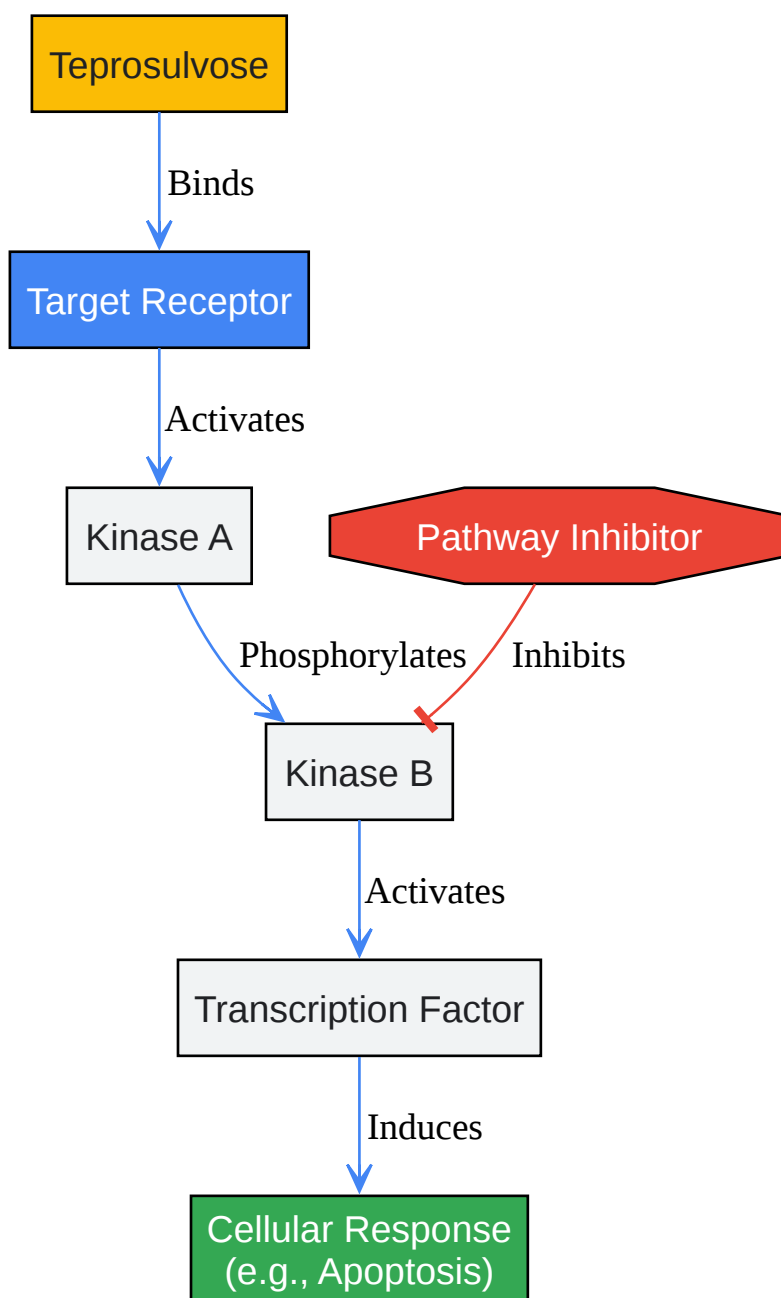 Teprosulvose
Binds
Target Receptor
Activates
Kinase A
Pathway Inhibitor
Phosphorylates
Inhibits
Kinase B
Activates
Transcription Factor
Induces
Cellular Response
(e.g., Apoptosis)